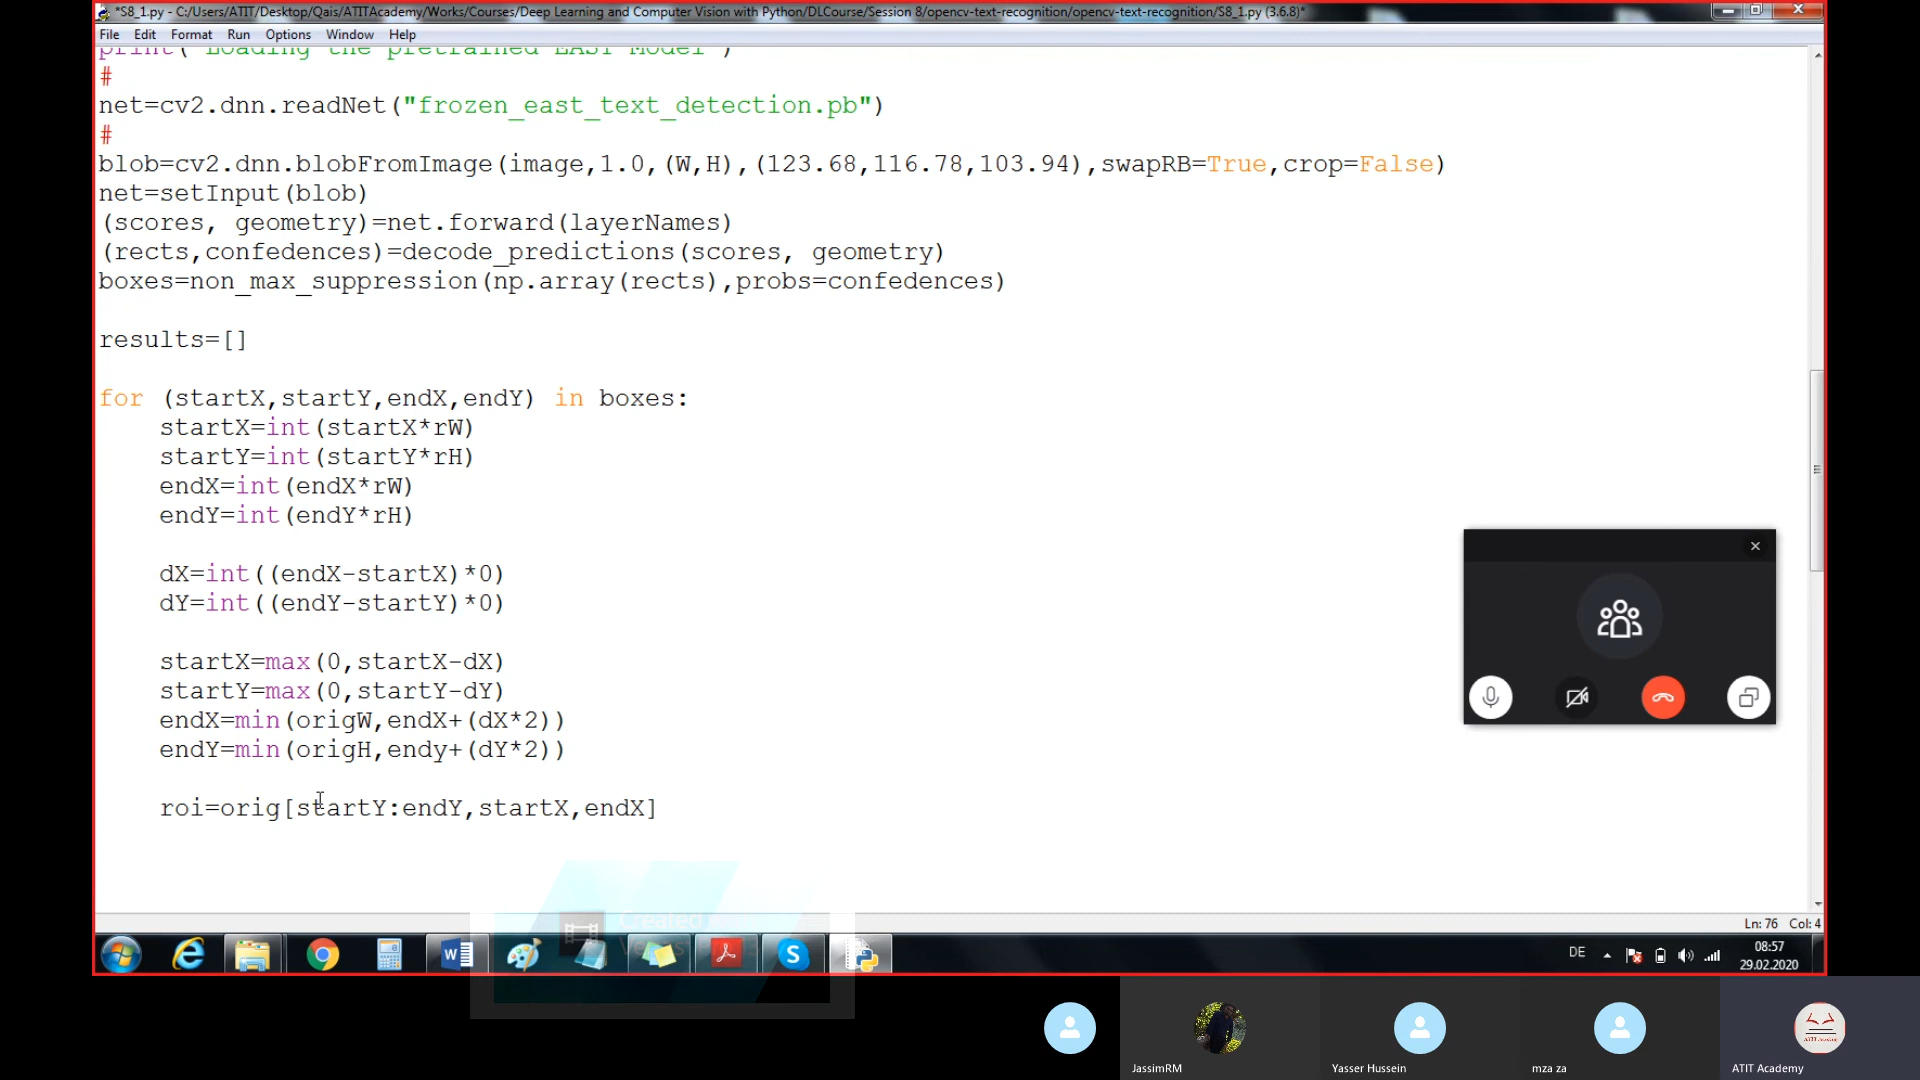 *S8_1.py - C:/Users/ATIT/Desktop/Qais/ATITAcademy/Works/Courses/Deep Learning and Computer Vision with Python/DLCourse/Session 8/opencv-text-recognition/opencv-text-recognition/S8_1.py (3.6.8)*
File Edit Format Run Options Window Help
print("Loading the pretrained EAST Model")
#
net=cv2.dnn.readNet("frozen_east_text_detection.pb")
#
blob=cv2.dnn.blobFromImage(image,1.0,(W,H),(123.68,116.78,103.94),swapRB=True,crop=False)
net=setInput(blob)
(scores, geometry)=net.forward(layerNames)
(rects,confedences)=decode_predictions(scores, geometry)
boxes=non_max_suppression(np.array(rects),probs=confedences)
results=[]
for (startX,startY,endX,endY) in boxes:
startX=int(startX*rW)
startY=int(startY*rH)
endX=int(endX*rW)
endY=int(endY*rH)
dX=int((endX-startX)*0)
dY=int((endY-startY)*0)
startX=max(0,startX-dX)
startY=max(0,startY-dY)
endX=min(origW,endX+(dX*2))
endY=min(origH,endy+(dY*2))
roi=orig[startY:endY,startX,endX]
Created
Ln: 76 Col: 4
DE
08:57
29.02.2020
JassimRM
Yasser Hussein
mza za
ATIT Academy